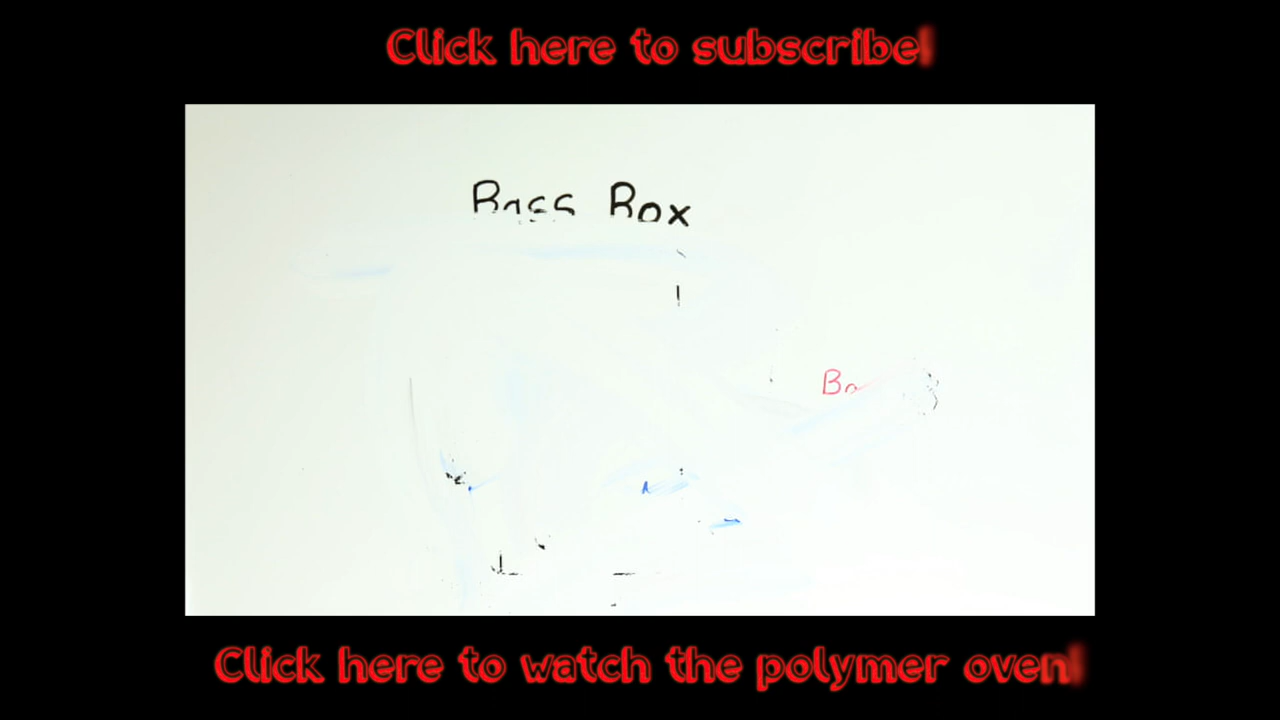 Click here to subscribe!
Bass Box
Click here to watch the polymer oven!